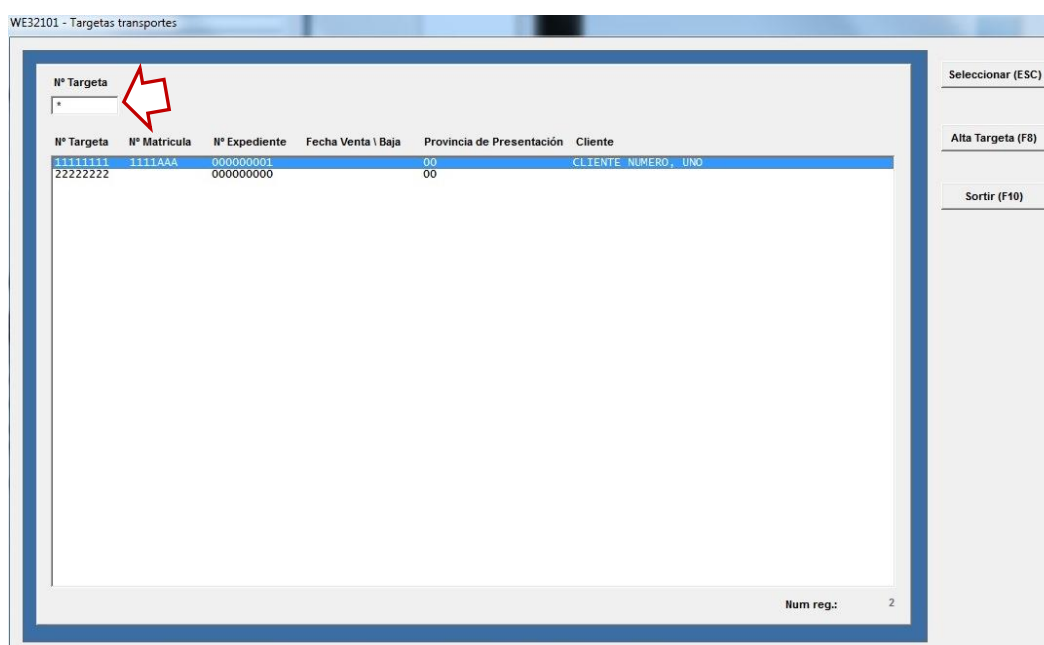 WE32101 - Targetas transportes
Seleccionar (ESC)
Nº Targeta
*
Alta Targeta (F8)
Nº Targeta Nº Matricula Nº Expediente Fecha Venta \ Baja Provincia de Presentación Cliente
11111111 1111AAA 000000001 00 CLIENTE NUMERO, UNO
22222222 000000000 00
Sortir (F10)
Num reg.: 2